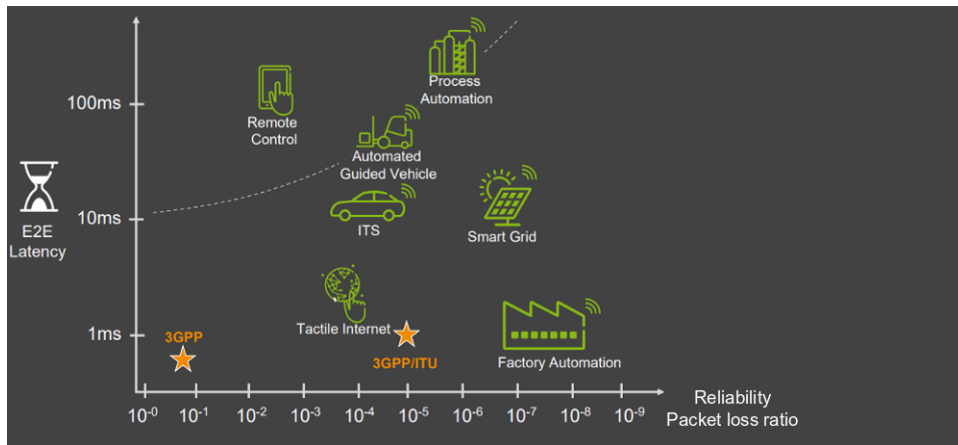 Process
Automation
100ms
Remote
Control
Automated
Guided Vehicle
10ms
E2E
Latency
ITS
Smart Grid
Tactile Internet
1ms
3GPP
3GPP/ITU
Factory Automation
10-0
10-1
10-2
10-3
10-4
10-5
10-6
10-7
10-8
10-9
Reliability
Packet loss ratio